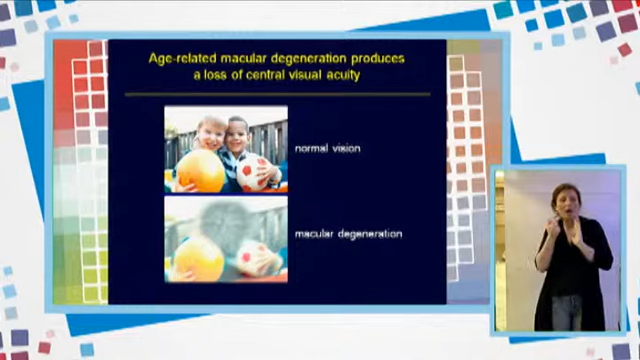 Age-related macular degeneration produces
a loss of central visual acuity
normal vision
macular degeneration